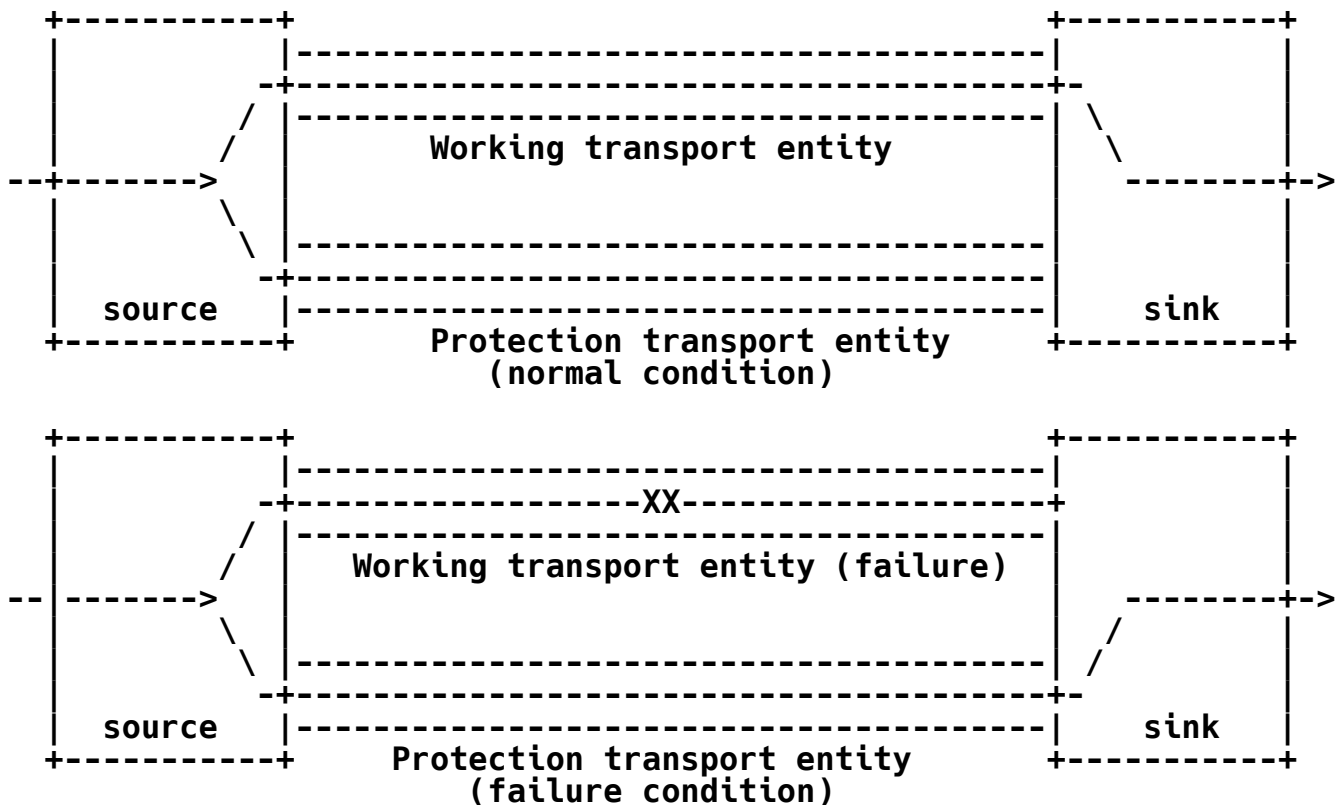 Working transport entity
source
sink
Protection transport entity
(normal condition)
XX
Working transport entity (failure)
source
sink
Protection transport entity
(failure condition)